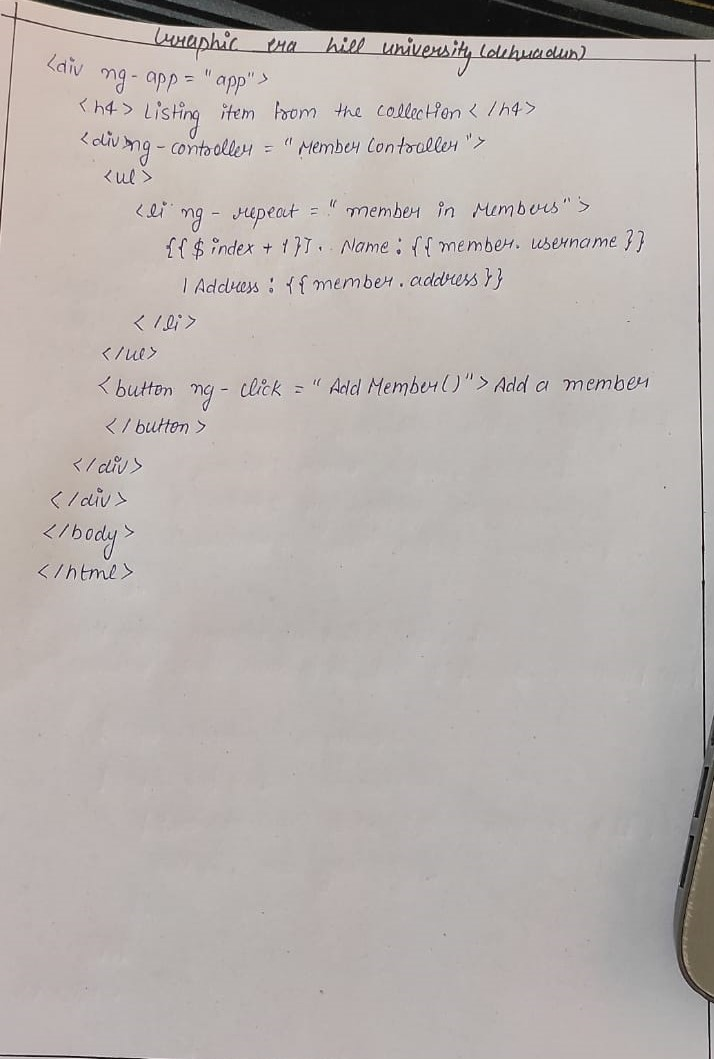 Graphic era hill university (dehradun)
<div ng-app = "app">
<h4> Listing item from the collection </h4>
<div ng-controller = "Member Controller">
<ul>
<li ng-repeat = "member in Members">
{{$index + 1}}. Name : {{member.username}}
| Address : {{member.address}}
</li>
</ul>
<button ng-click = "Add Member()"> Add a member
</button>
</div>
</div>
</body>
</html>